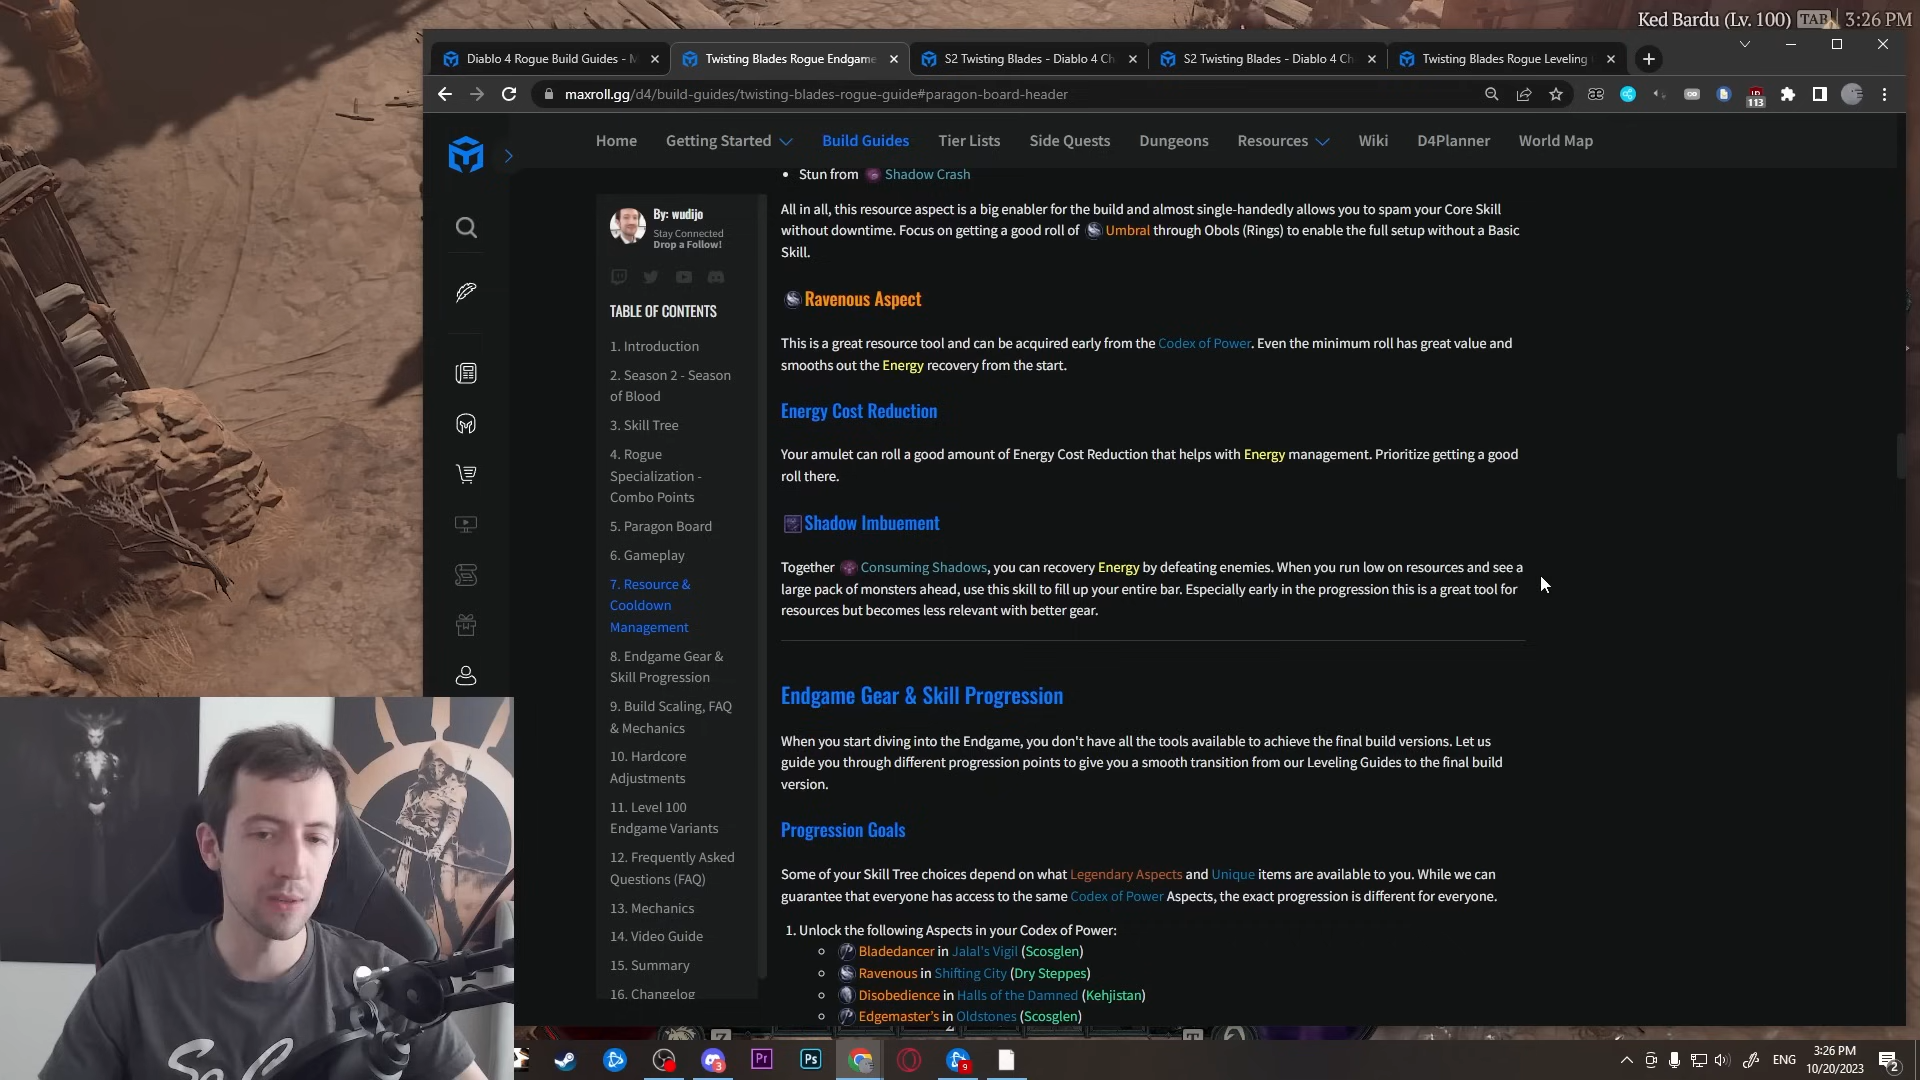 Ked Bardu (Lv. 100) TAB 3:26 PM
Diablo 4 Rogue Build Guides - M
Twisting Blades Rogue Endgame
S2 Twisting Blades - Diablo 4 Ch
S2 Twisting Blades - Diablo 4 Ch
Twisting Blades Rogue Leveling
maxroll.gg/d4/build-guides/twisting-blades-rogue-guide#paragon-board-header
113
Home Getting Started Build Guides Tier Lists Side Quests Dungeons Resources Wiki D4Planner World Map
By: wudijo
Stay Connected
Drop a Follow!
TABLE OF CONTENTS
1. Introduction
2. Season 2 - Season
of Blood
3. Skill Tree
4. Rogue
Specialization -
Combo Points
5. Paragon Board
6. Gameplay
7. Resource &
Cooldown
Management
8. Endgame Gear &
Skill Progression
9. Build Scaling, FAQ
& Mechanics
10. Hardcore
Adjustments
11. Level 100
Endgame Variants
12. Frequently Asked
Questions (FAQ)
13. Mechanics
14. Video Guide
15. Summary
16. Changelog
Stun from Shadow Crash
All in all, this resource aspect is a big enabler for the build and almost single-handedly allows you to spam your Core Skill
without downtime. Focus on getting a good roll of Umbral through Obols (Rings) to enable the full setup without a Basic
Skill.
Ravenous Aspect
This is a great resource tool and can be acquired early from the Codex of Power. Even the minimum roll has great value and
smooths out the Energy recovery from the start.
Energy Cost Reduction
Your amulet can roll a good amount of Energy Cost Reduction that helps with Energy management. Prioritize getting a good
roll there.
Shadow Imbuement
Together Consuming Shadows, you can recovery Energy by defeating enemies. When you run low on resources and see a
large pack of monsters ahead, use this skill to fill up your entire bar. Especially early in the progression this is a great tool for
resources but becomes less relevant with better gear.
Endgame Gear & Skill Progression
When you start diving into the Endgame, you don't have all the tools available to achieve the final build versions. Let us
guide you through different progression points to give you a smooth transition from our Leveling Guides to the final build
version.
Progression Goals
Some of your Skill Tree choices depend on what Legendary Aspects and Unique items are available to you. While we can
guarantee that everyone has access to the same Codex of Power Aspects, the exact progression is different for everyone.
1. Unlock the following Aspects in your Codex of Power:
Bladedancer in Jalal's Vigil (Scosglen)
Ravenous in Shifting City (Dry Steppes)
Disobedience in Halls of the Damned (Kehjistan)
Edgemaster's in Oldstones (Scosglen)
Pr
Ps
3
9
ENG
3:26 PM
10/20/2023
2